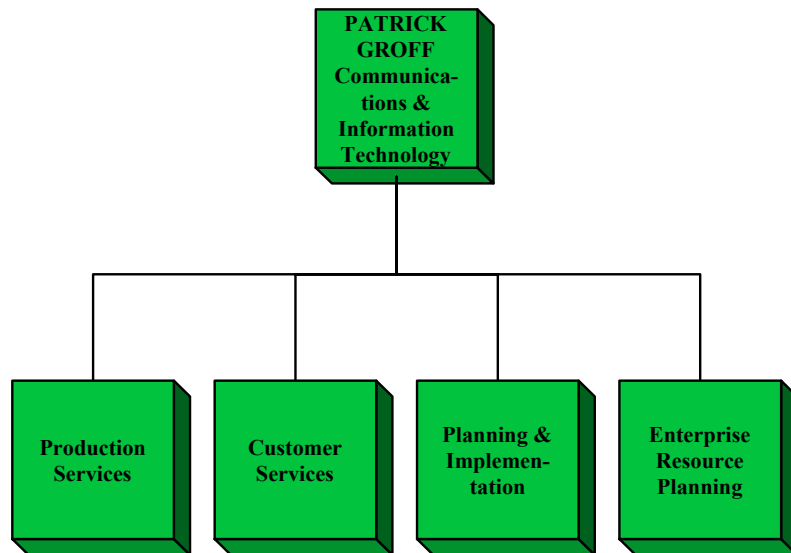 PATRICK
GROFF
Communica-
tions &
Information
Technology
Production
Services
Customer
Services
Planning &
Implemen-
tation
Enterprise
Resource
Planning